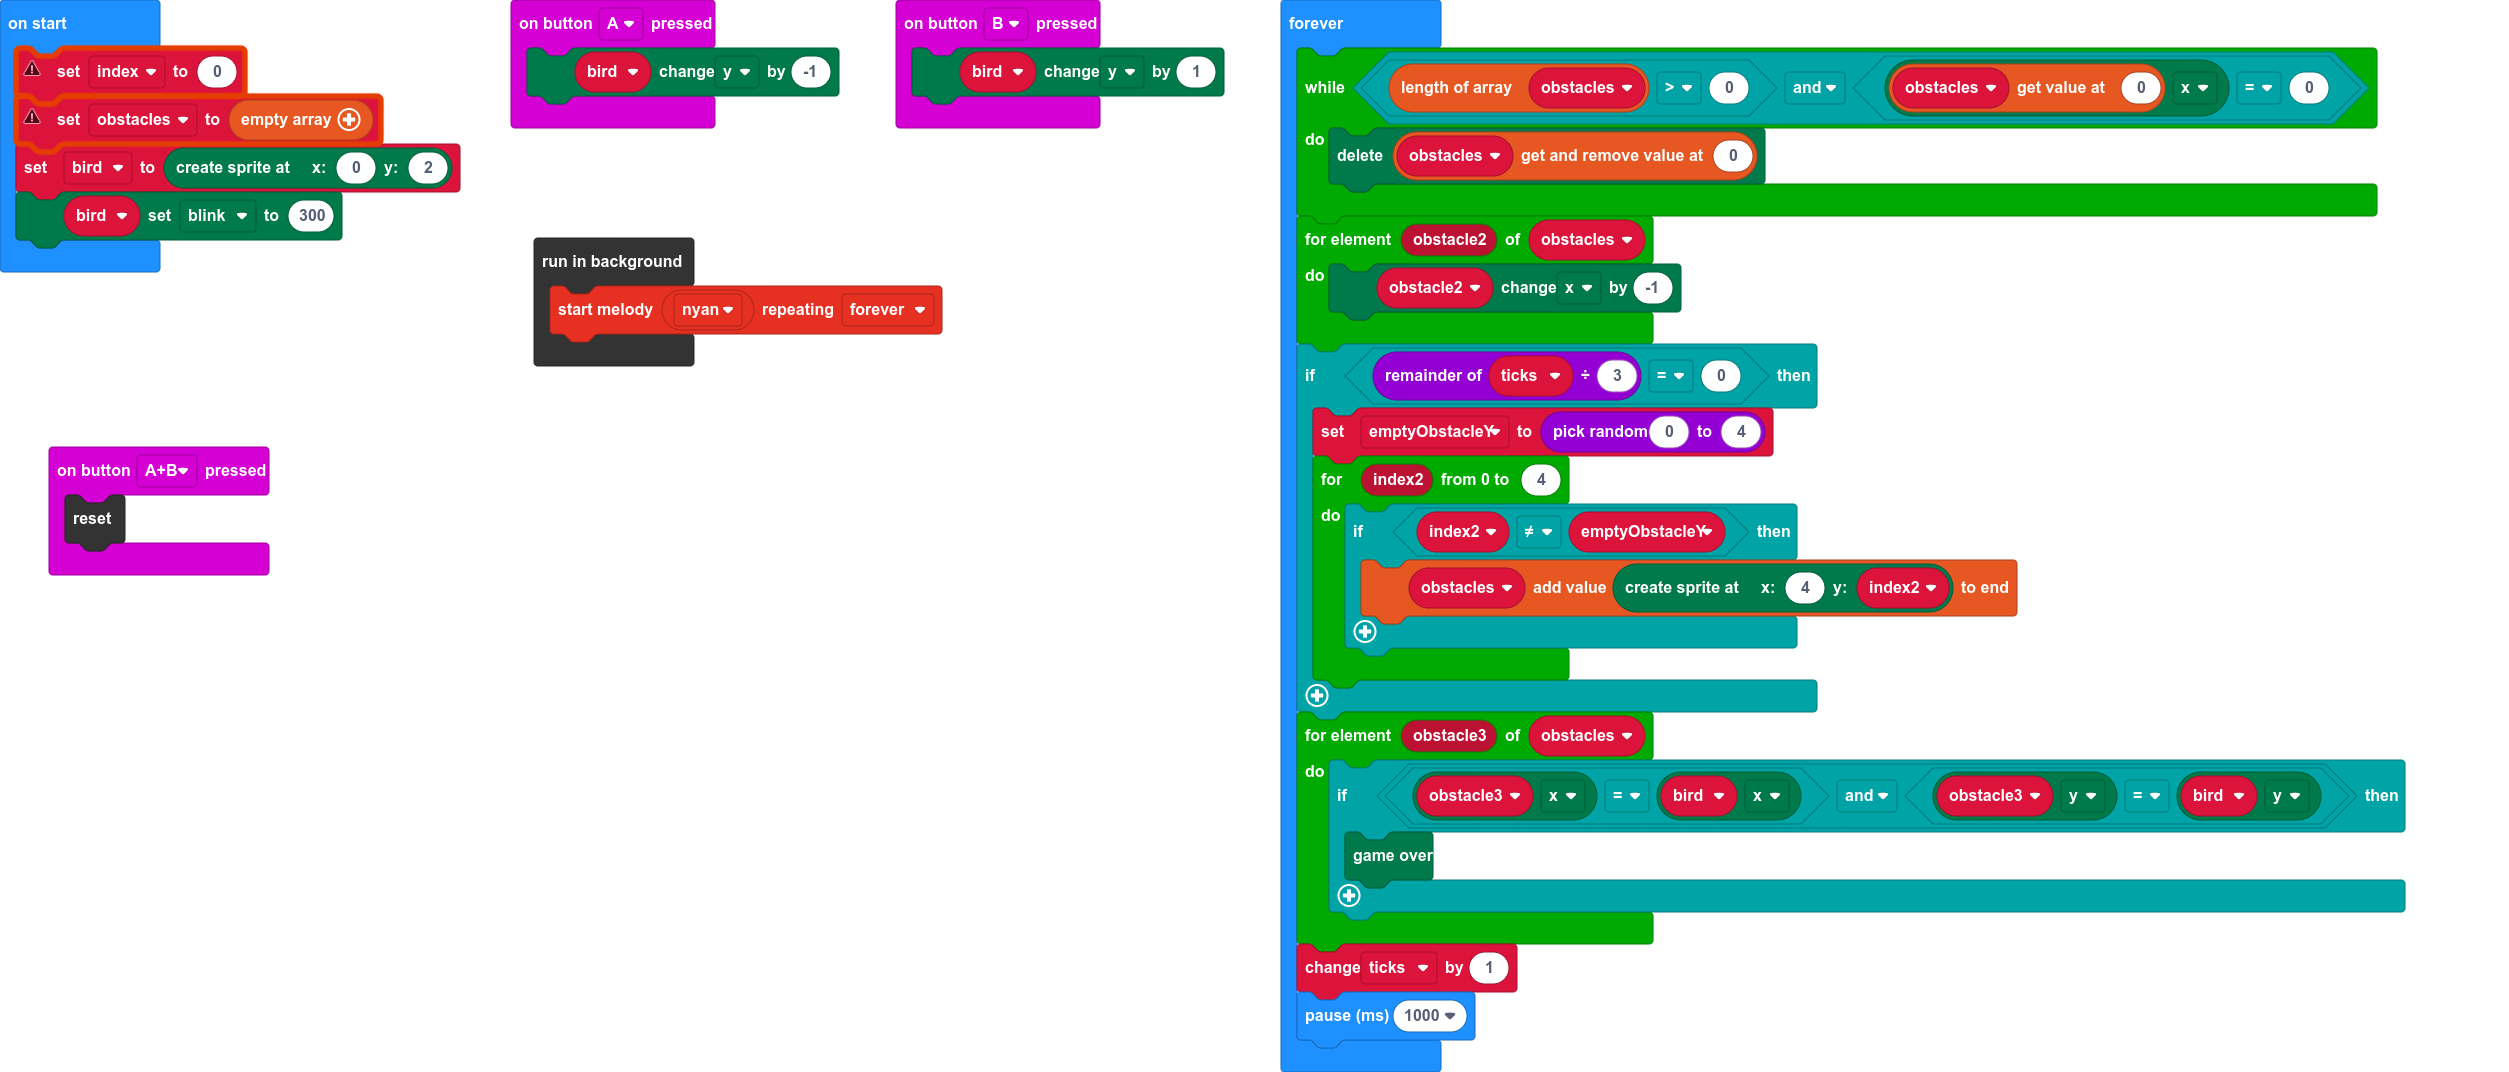 on start
set index to 0
set obstacles to empty array
set bird to create sprite at x: 0 y: 2
bird set blink to 300
on button A pressed
bird change y by -1
on button B pressed
bird change y by 1
run in background
start melody nyan repeating forever
on button A+B pressed
reset
forever
while length of array obstacles > 0 and obstacles get value at 0 x = 0
do
delete obstacles get and remove value at 0
for element obstacle2 of obstacles
do
obstacle2 change x by -1
if remainder of ticks ÷ 3 = 0 then
set emptyObstacleY to pick random 0 to 4
for index2 from 0 to 4
do
if index2 ≠ emptyObstacleY then
obstacles add value create sprite at x: 4 y: index2 to end
for element obstacle3 of obstacles
do
if obstacle3 x = bird x and obstacle3 y = bird y then
game over
change ticks by 1
pause (ms) 1000